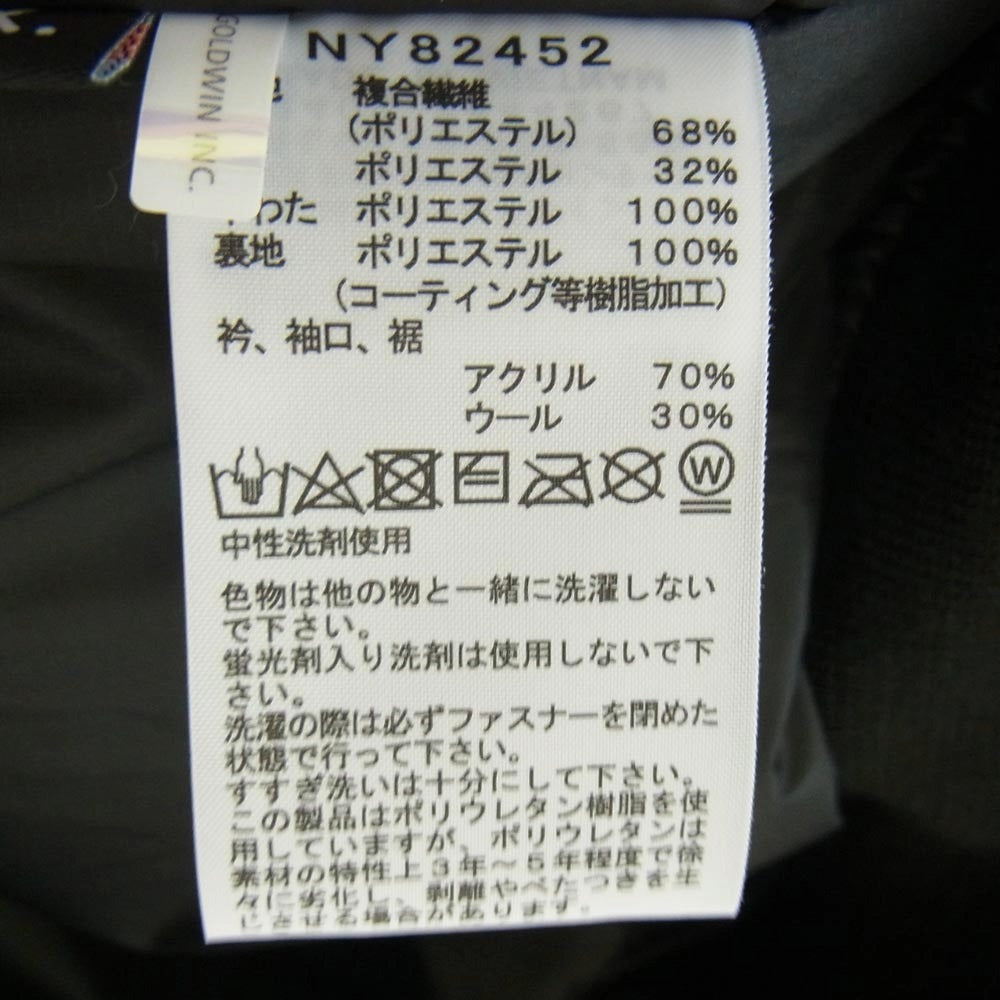 GOLDWIN INC.
NY82452
地 複合繊維
(ポリエステル) 68%
ポリエステル 32%
わた ポリエステル 100%
裏地 ポリエステル 100%
(コーティング等樹脂加工)
衿、袖口、裾
アクリル 70%
ウール 30%
W
中性洗剤使用
色物は他の物と一緒に洗濯しない
で下さい。
蛍光剤入り洗剤は使用しないで下
さい。
洗濯の際は必ずファスナーを閉めた
状態で行って下さい。
すすぎ洗いは十分にして下さい。
この製品はポリウレタン樹脂を使
用していますが、ポリウレタンは
素材の特性上3年～5年程度で徐
々に劣化し、剥離やべたつきを生
じさせる場合があります。